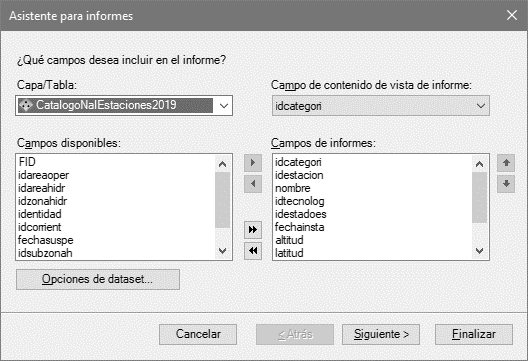 Asistente para informes
¿Qué campos desea incluir en el informe?
Capa/Tabla:
CatalogoNalEstaciones2019
Campo de contenido de vista de informe:
idcategori
Campos disponibles:
FID
idareaoper
idareahidr
idzonahidr
identidad
idcorrient
fechasuspe
idsubzonah
Campos de informes:
idcategori
idestacion
nombre
idtecnolog
idestadoes
fechainsta
altitud
latitud
Opciones de dataset...
Cancelar
< Atrás
Siguiente >
Finalizar